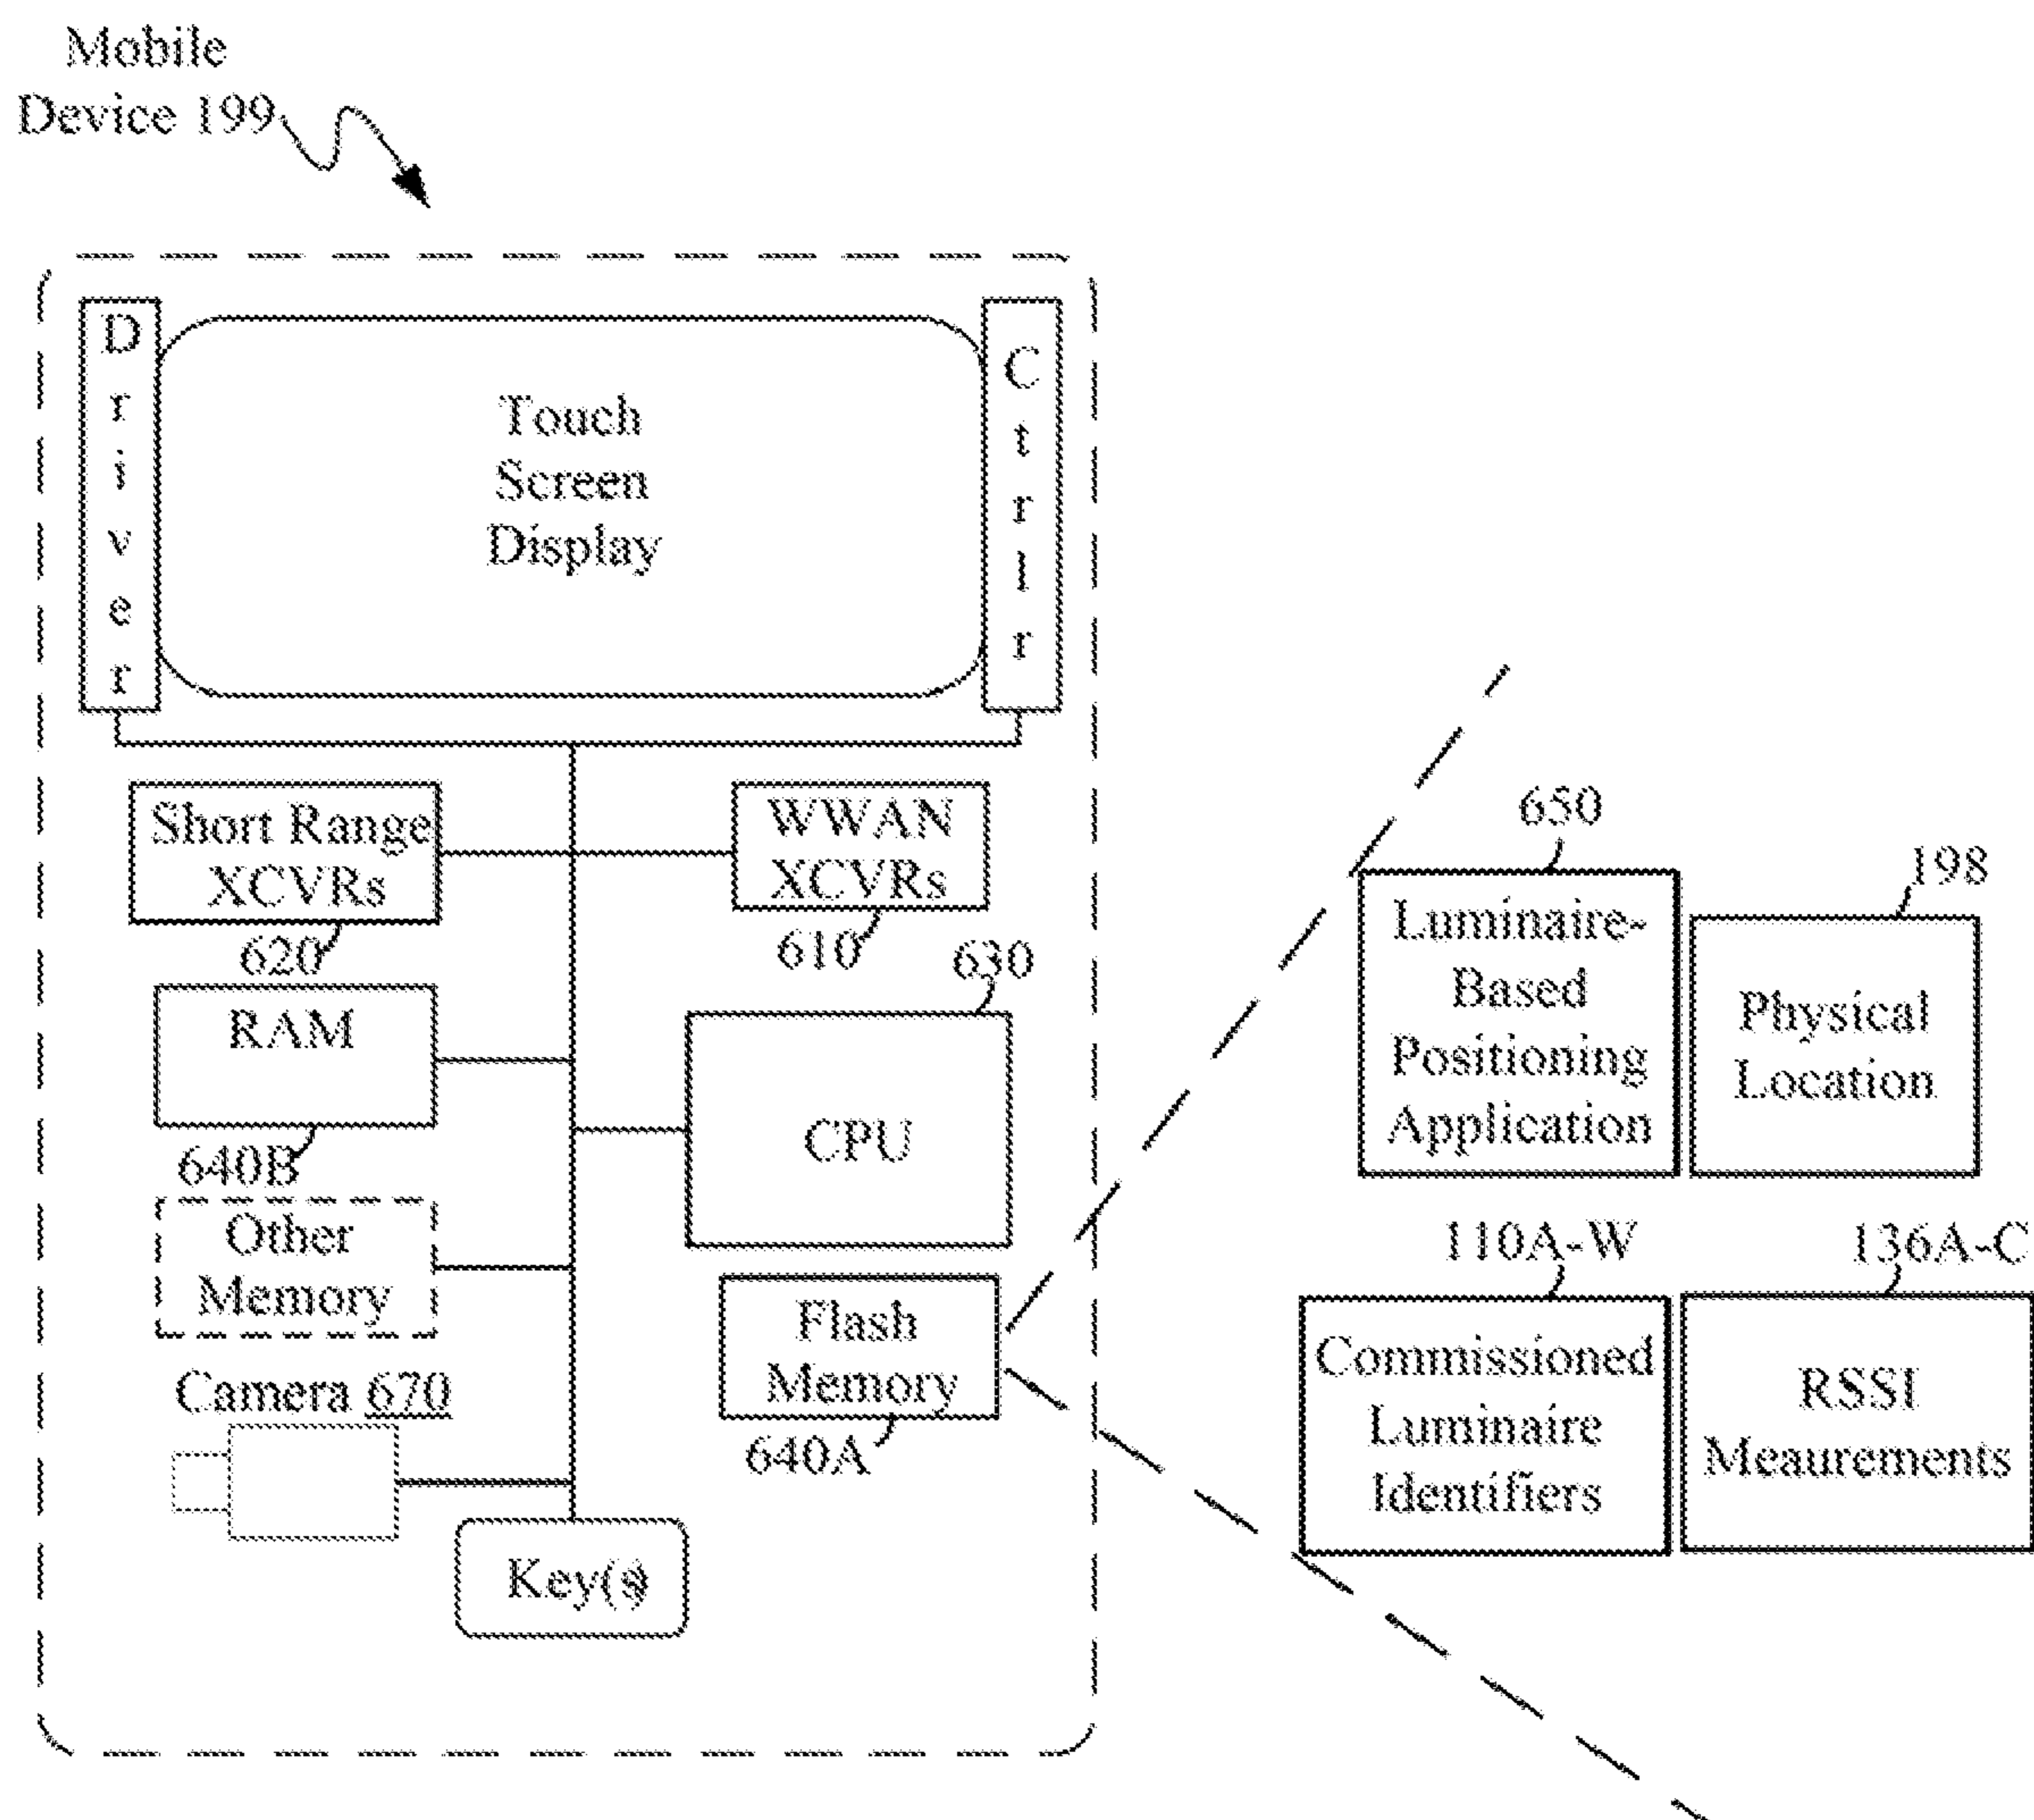 Mobile
Device 199
Driver
Touch
Screen
Display
Ctrlr
Short Range
XCVRs
620
WWAN
XCVRs
610
630
RAM
640B
CPU
Other
Memory
Flash
Memory
640A
Camera 670
Key(s)
650
Luminaire-
Based
Positioning
Application
198
Physical
Location
110A-W
Commissioned
Luminaire
Identifiers
136A-C
RSSI
Meaurements